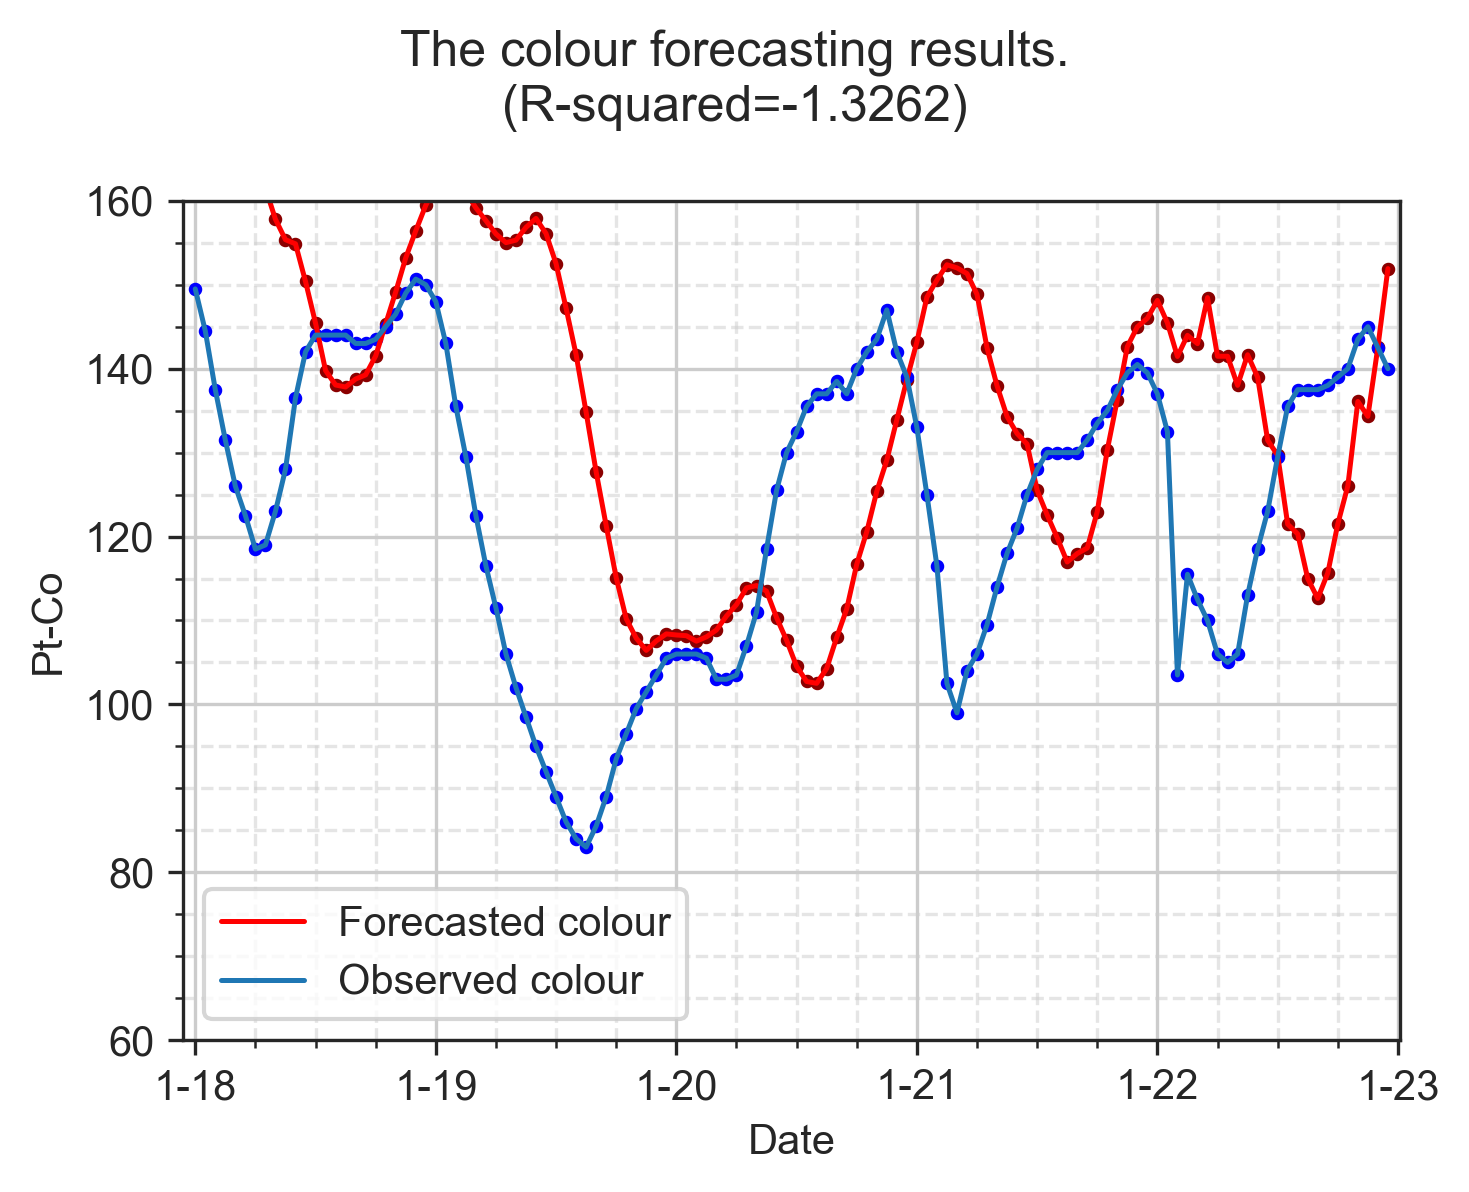 The colour forecasting results.
(R-squared=-1.3262)
160
140
120
100
80
60
Pt-Co
Forecasted colour
Observed colour
1-18
1-19
1-20
1-21
1-22
1-23
Date